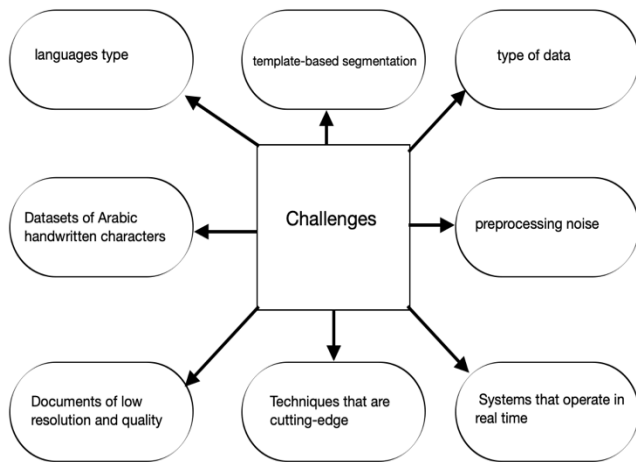 languages type
template-based segmentation
type of data
Datasets of Arabic
handwritten characters
Challenges
preprocessing noise
Documents of low
resolution and quality
Techniques that are
cutting-edge
Systems that operate in
real time